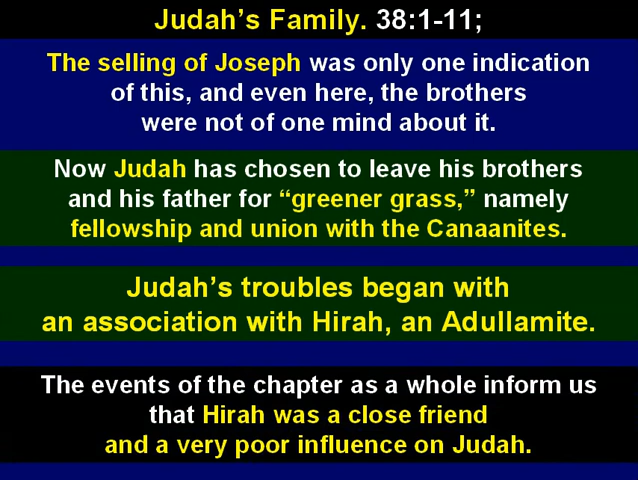 Judah’s Family. 38:1-11;
The selling of Joseph was only one indication
of this, and even here, the brothers
were not of one mind about it.
Now Judah has chosen to leave his brothers
and his father for “greener grass,” namely
fellowship and union with the Canaanites.
Judah’s troubles began with
an association with Hirah, an Adullamite.
The events of the chapter as a whole inform us
that Hirah was a close friend
and a very poor influence on Judah.